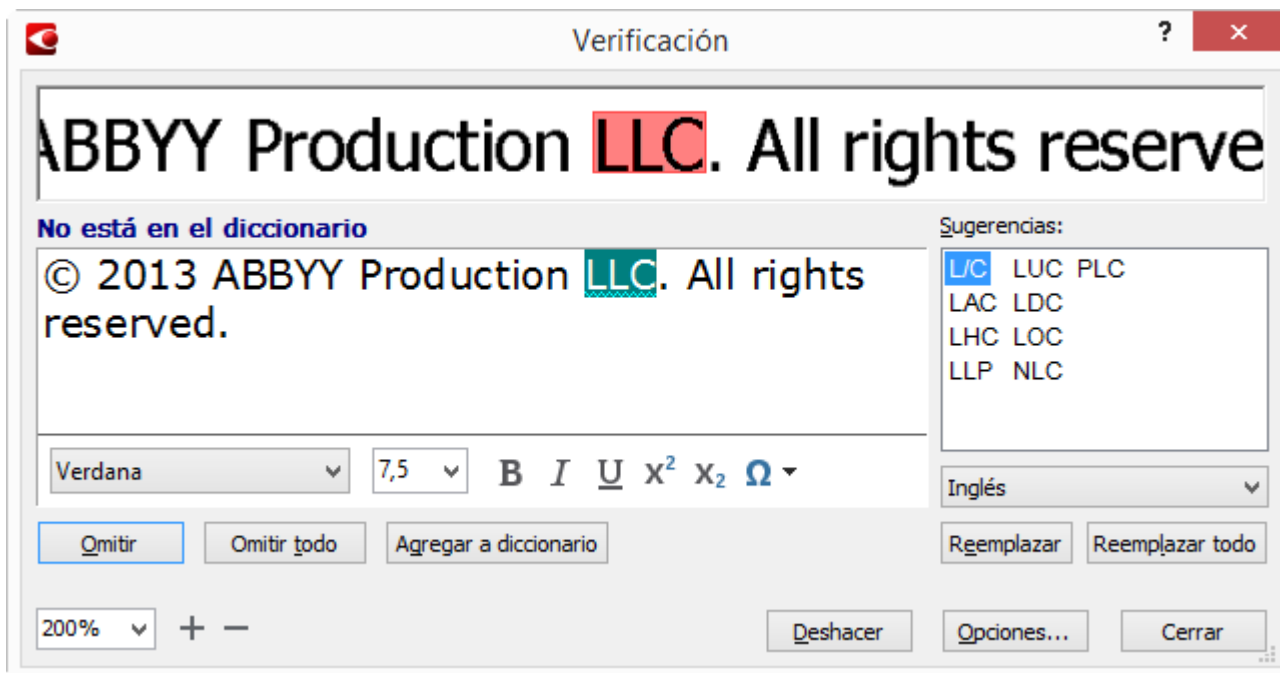 Verificación
?
ABBYY Production LLC. All rights reserve
No está en el diccionario
Sugerencias:
© 2013 ABBYY Production LLC. All rights
reserved.
L/C LUC PLC
LAC LDC
LHC LOC
LLP NLC
Verdana 7,5 B I U X² X₂ Ω
Inglés
Omitir Omitir todo Agregar a diccionario Reemplazar Reemplazar todo
200% + − Deshacer Opciones... Cerrar